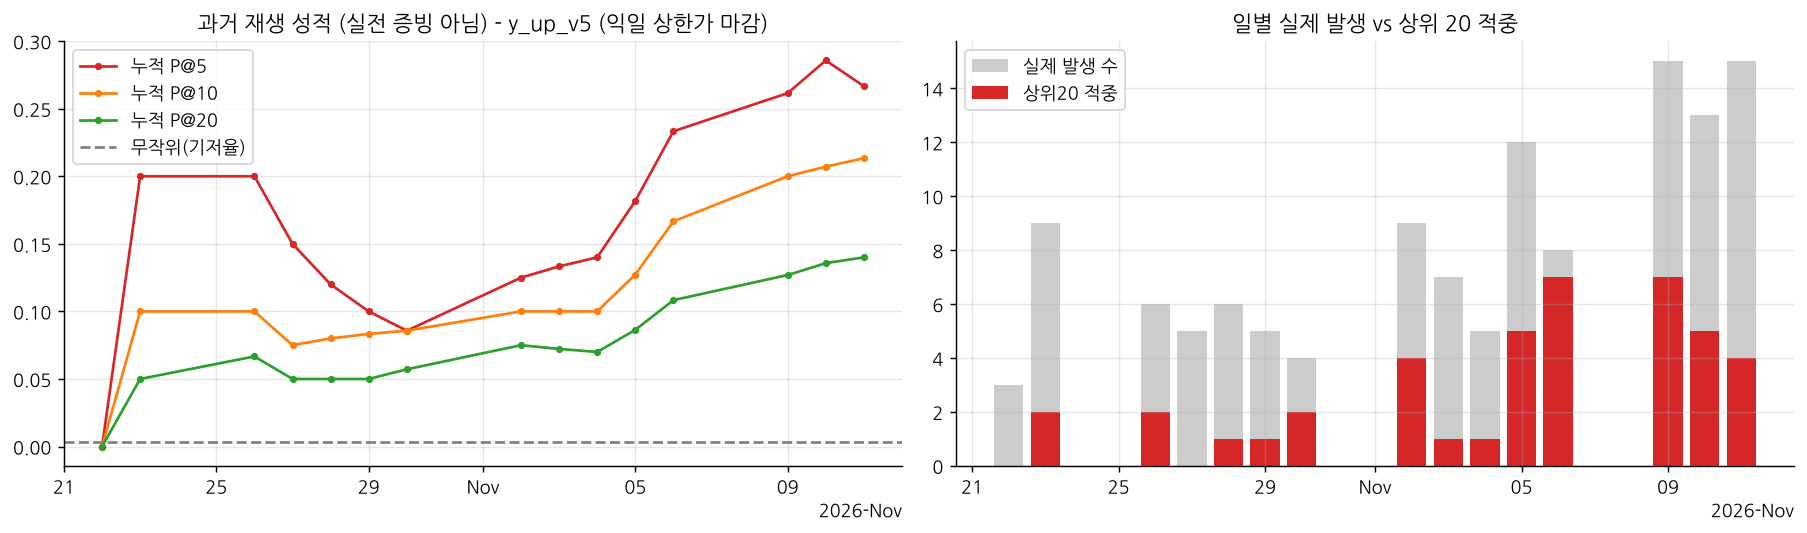 과거 재생 성적 (실전 증빙 아님) - y_up_v5 (익일 상한가 마감)
누적 P@5
누적 P@10
누적 P@20
무작위(기저율)
0.30
0.25
0.20
0.15
0.10
0.05
0.00
21
25
29
Nov
05
09
2026-Nov
일별 실제 발생 vs 상위 20 적중
실제 발생 수
상위20 적중
14
12
10
8
6
4
2
0
21
25
29
Nov
05
09
2026-Nov